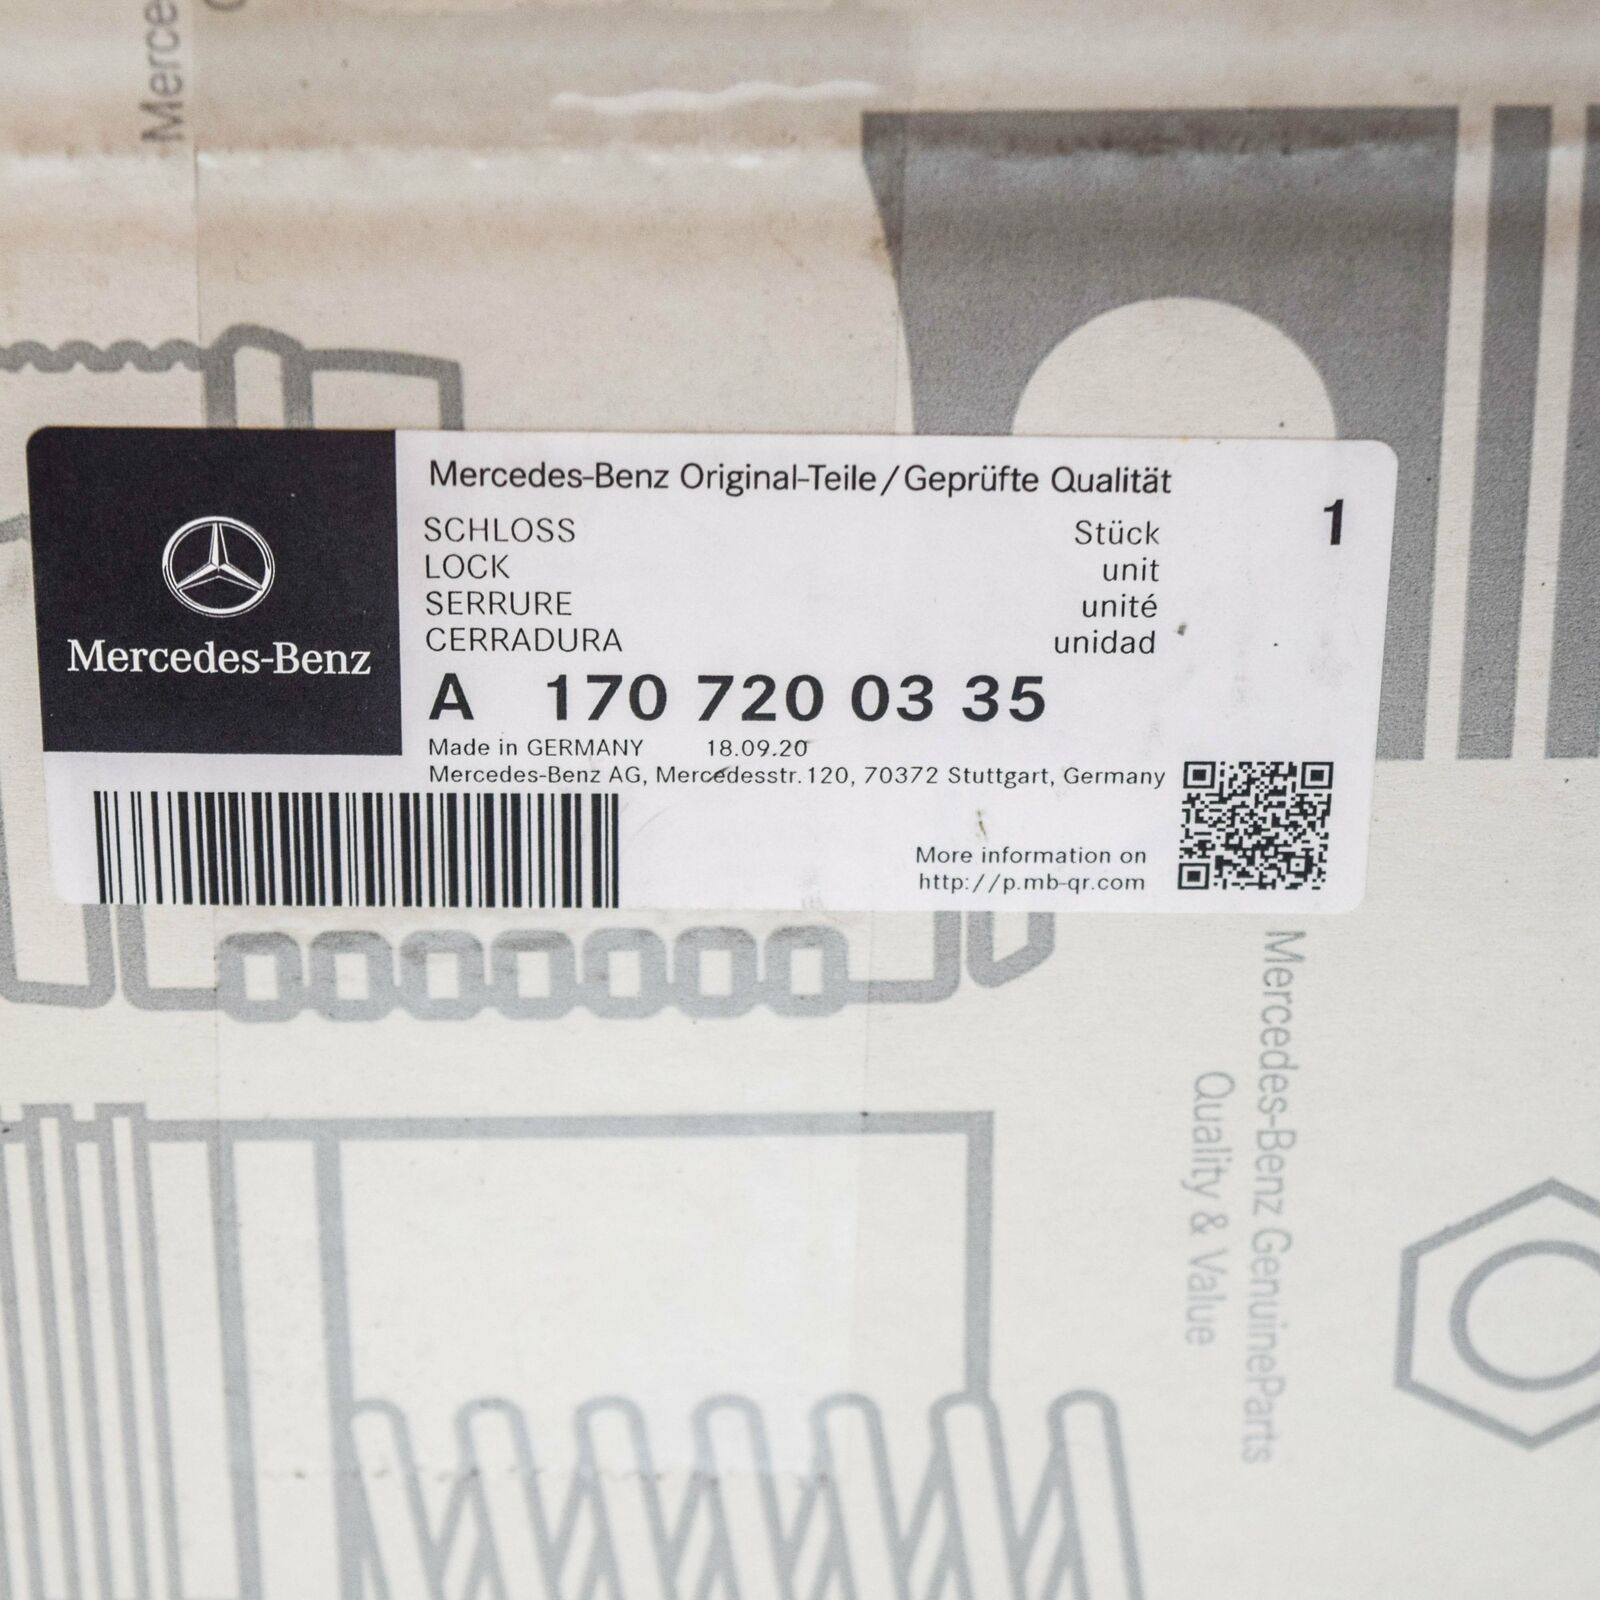 Merce
Mercedes-Benz
Mercedes-Benz Original-Teile/Geprüfte Qualität
SCHLOSS Stück 1
LOCK unit
SERRURE unité
CERRADURA unidad
A 170 720 03 35
Made in GERMANY 18.09.20
Mercedes-Benz AG, Mercedesstr.120, 70372 Stuttgart, Germany
More information on
http://p.mb-qr.com
Mercedes-Benz GenuineParts
Quality & Value